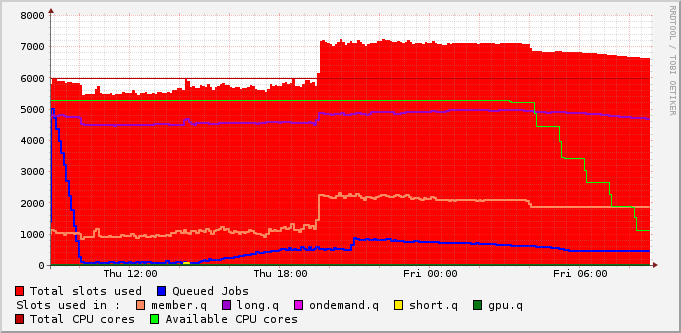 8000
7000
6000
5000
4000
3000
2000
1000
0
Thu 12:00 Thu 18:00 Fri 00:00 Fri 06:00
RRDTOOL / TOBI OETIKER
Total slots used Queued Jobs
Slots used in : member.q long.q ondemand.q short.q gpu.q
Total CPU cores Available CPU cores